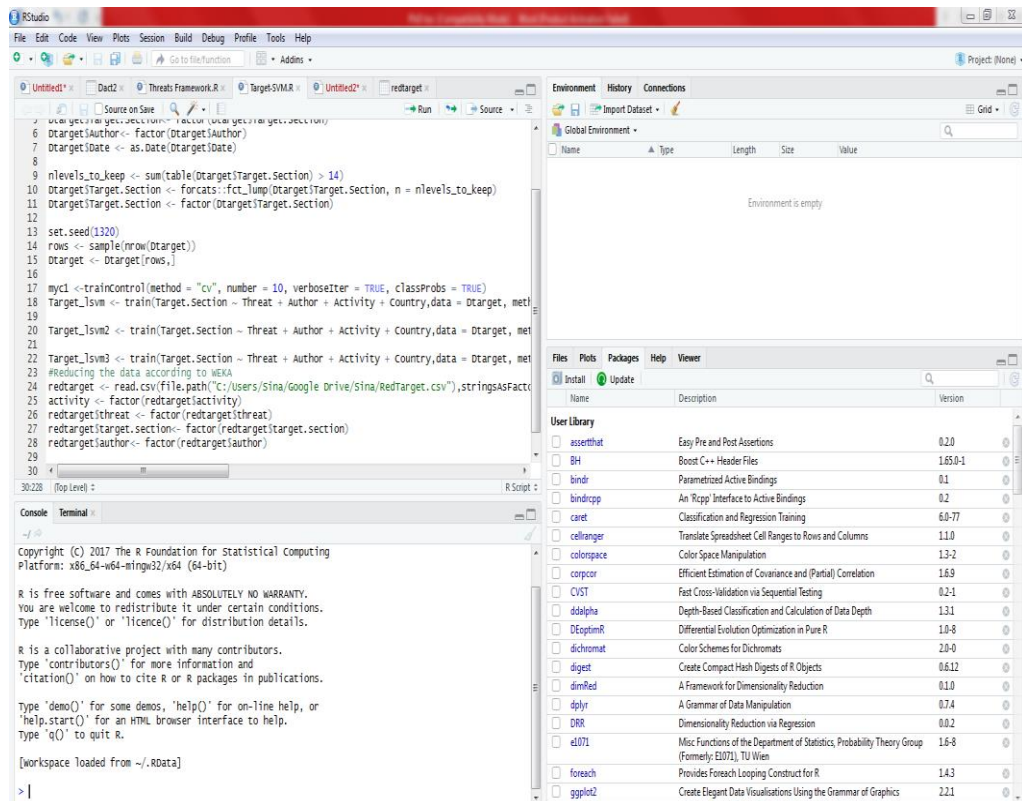 RStudio
File Edit Code View Plots Session Build Debug Profile Tools Help
Go to file/function Addins Project: (None)
Untitled1* Dact2 Threats Framework.R Target-SVM.R Untitled2* redtarget
Source on Save Run Source
6 Dtarget$Author<- factor(Dtarget$Author)
7 Dtarget$Date <- as.Date(Dtarget$Date)
8
9 nlevels_to_keep <- sum(table(Dtarget$Target.Section) > 14)
10 Dtarget$Target.Section <- forcats::fct_lump(Dtarget$Target.Section, n = nlevels_to_keep)
11 Dtarget$Target.Section <- factor(Dtarget$Target.Section)
12
13 set.seed(1320)
14 rows <- sample(nrow(Dtarget))
15 Dtarget <- Dtarget[rows,]
16
17 myc1 <-trainControl(method = "cv", number = 10, verboseIter = TRUE, classProbs = TRUE)
18 Target_lsvm <- train(Target.Section ~ Threat + Author + Activity + Country,data = Dtarget, meth
19
20 Target_lsvm2 <- train(Target.Section ~ Threat + Author + Activity + Country,data = Dtarget, met
21
22 Target_lsvm3 <- train(Target.Section ~ Threat + Author + Activity + Country,data = Dtarget, met
23 #Reducing the data according to WEKA
24 redtarget <- read.csv(file.path("C:/Users/Sina/Google Drive/Sina/RedTarget.csv"),stringsAsFacto
25 activity <- factor(redtarget$activity)
26 redtarget$threat <- factor(redtarget$threat)
27 redtarget$target.section<- factor(redtarget$target.section)
28 redtarget$author<- factor(redtarget$author)
29
30
30:228 (Top Level) R Script
Console Terminal
~/
Copyright (C) 2017 The R Foundation for Statistical Computing
Platform: x86_64-w64-mingw32/x64 (64-bit)
R is free software and comes with ABSOLUTELY NO WARRANTY.
You are welcome to redistribute it under certain conditions.
Type 'license()' or 'licence()' for distribution details.
R is a collaborative project with many contributors.
Type 'contributors()' for more information and
'citation()' on how to cite R or R packages in publications.
Type 'demo()' for some demos, 'help()' for on-line help, or
'help.start()' for an HTML browser interface to help.
Type 'q()' to quit R.
[Workspace loaded from ~/.RData]
>
Environment History Connections
Import Dataset Grid
Global Environment
Name Type Length Size Value
Environment is empty
Files Plots Packages Help Viewer
Install Update
Name Description Version
User Library
assertthat Easy Pre and Post Assertions 0.2.0
BH Boost C++ Header Files 1.65.0-1
bindr Parametrized Active Bindings 0.1
bindrcpp An 'Rcpp' Interface to Active Bindings 0.2
caret Classification and Regression Training 6.0-77
cellranger Translate Spreadsheet Cell Ranges to Rows and Columns 1.1.0
colorspace Color Space Manipulation 1.3-2
corpcor Efficient Estimation of Covariance and (Partial) Correlation 1.6.9
CVST Fast Cross-Validation via Sequential Testing 0.2-1
ddalpha Depth-Based Classification and Calculation of Data Depth 1.3.1
DEoptimR Differential Evolution Optimization in Pure R 1.0-8
dichromat Color Schemes for Dichromats 2.0-0
digest Create Compact Hash Digests of R Objects 0.6.12
dimRed A Framework for Dimensionality Reduction 0.1.0
dplyr A Grammar of Data Manipulation 0.7.4
DRR Dimensionality Reduction via Regression 0.0.2
e1071 Misc Functions of the Department of Statistics, Probability Theory Group 1.6-8
(Formerly: E1071), TU Wien
foreach Provides Foreach Looping Construct for R 1.4.3
ggplot2 Create Elegant Data Visualisations Using the Grammar of Graphics 2.2.1